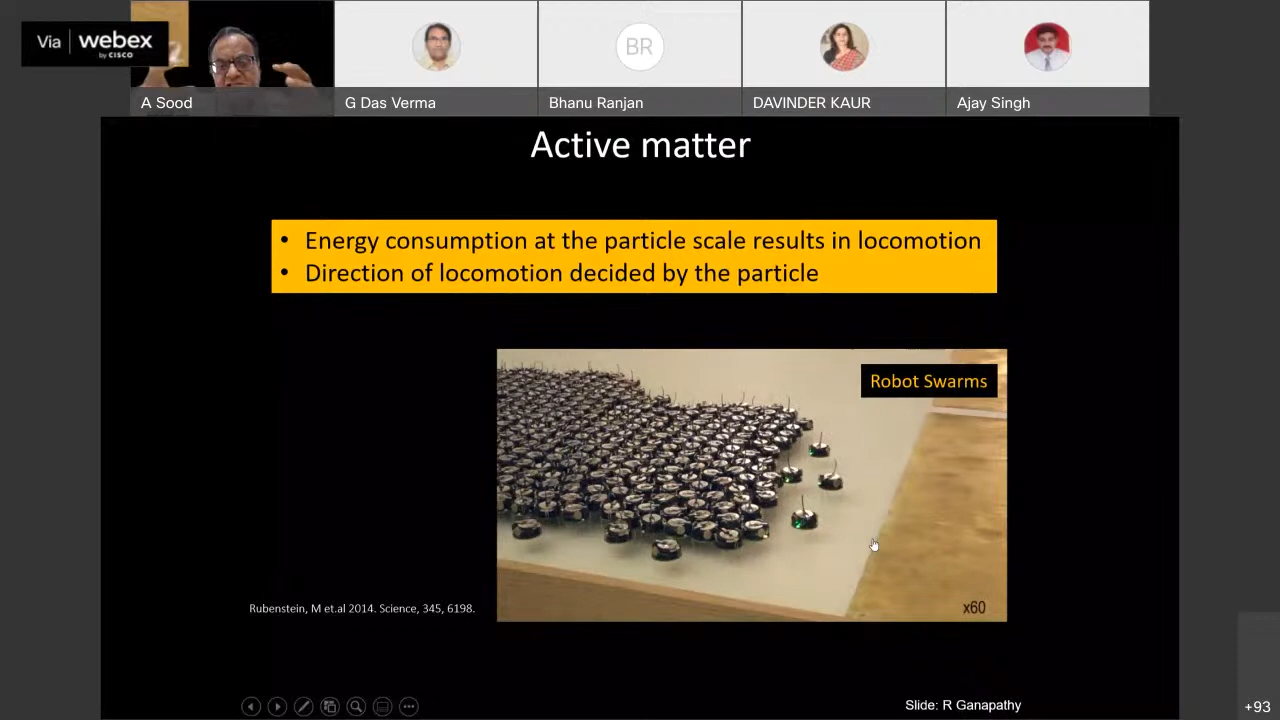 Via | webex
by CISCO
A Sood
G Das Verma
BR
Bhanu Ranjan
DAVINDER KAUR
Ajay Singh
Active matter
• Energy consumption at the particle scale results in locomotion
• Direction of locomotion decided by the particle
Robot Swarms
x60
Rubenstein, M et.al 2014. Science, 345, 6198.
Slide: R Ganapathy
+93